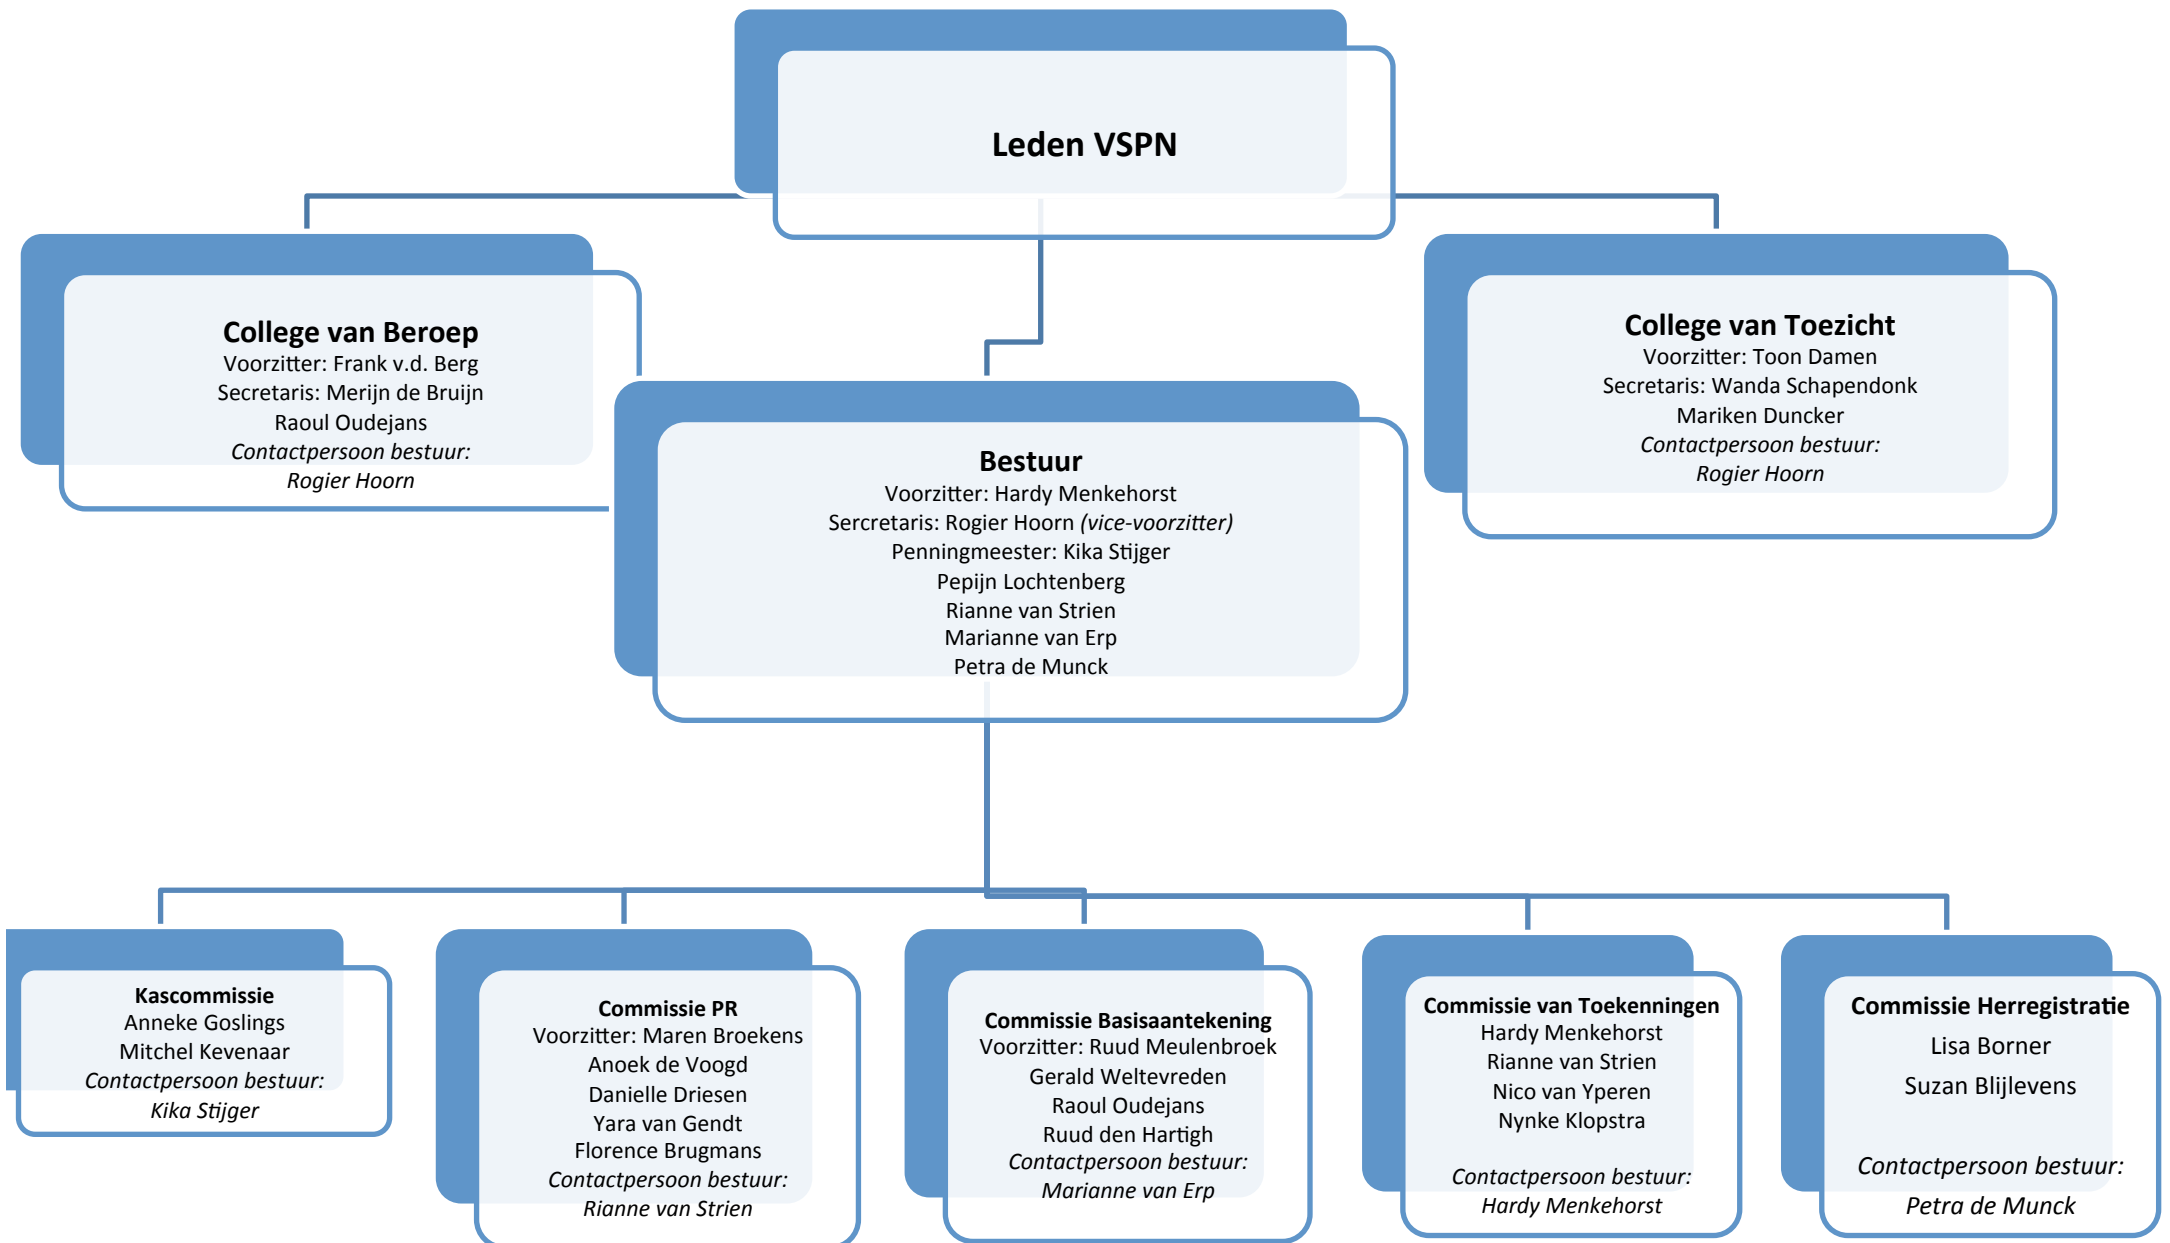 Leden VSPN
College van Beroep
Voorzitter: Frank v.d. Berg
Secretaris: Merijn de Bruijn
Raoul Oudejans
Contactpersoon bestuur:
Rogier Hoorn
College van Toezicht
Voorzitter: Toon Damen
Secretaris: Wanda Schapendonk
Mariken Duncker
Contactpersoon bestuur:
Rogier Hoorn
Bestuur
Voorzitter: Hardy Menkehorst
Sercretaris: Rogier Hoorn (vice-voorzitter)
Penningmeester: Kika Stijger
Pepijn Lochtenberg
Rianne van Strien
Marianne van Erp
Petra de Munck
Kascommissie
Anneke Goslings
Mitchel Kevenaar
Contactpersoon bestuur:
Kika Stijger
Commissie PR
Voorzitter: Maren Broekens
Anoek de Voogd
Danielle Driesen
Yara van Gendt
Florence Brugmans
Contactpersoon bestuur:
Rianne van Strien
Commissie Basisaantekening
Voorzitter: Ruud Meulenbroek
Gerald Weltevreden
Raoul Oudejans
Ruud den Hartigh
Contactpersoon bestuur:
Marianne van Erp
Commissie van Toekenningen
Hardy Menkehorst
Rianne van Strien
Nico van Yperen
Nynke Klopstra
Contactpersoon bestuur:
Hardy Menkehorst
Commissie Herregistratie
Lisa Borner
Suzan Blijlevens
Contactpersoon bestuur:
Petra de Munck